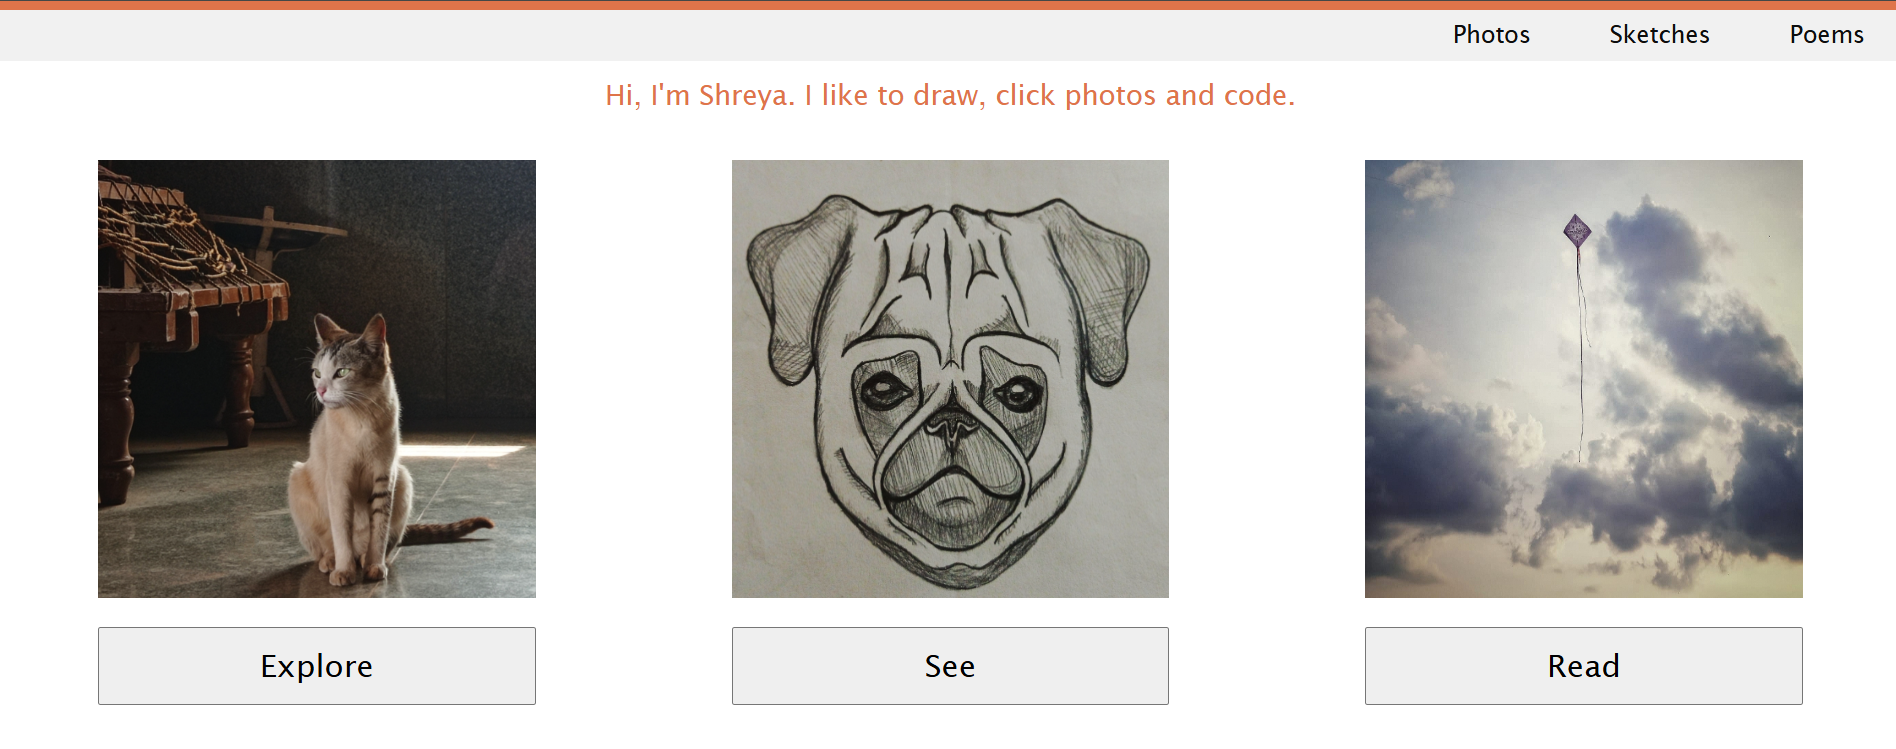 Photos Sketches Poems
Hi, I'm Shreya. I like to draw, click photos and code.
Explore See Read